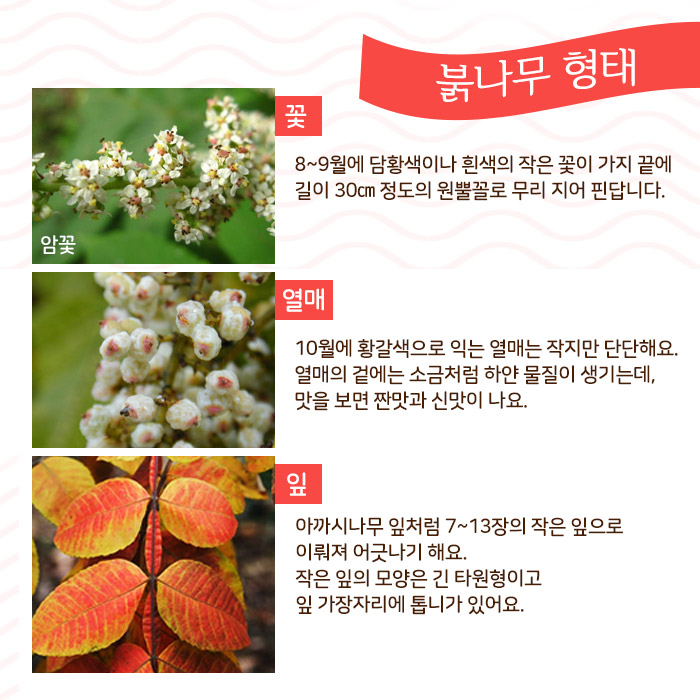 붉나무 형태
꽃
8~9월에 담황색이나 흰색의 작은 꽃이 가지 끝에
길이 30㎝ 정도의 원뿔꼴로 무리 지어 핀답니다.
암꽃
열매
10월에 황갈색으로 익는 열매는 작지만 단단해요.
열매의 겉에는 소금처럼 하얀 물질이 생기는데,
맛을 보면 짠맛과 신맛이 나요.
잎
아까시나무 잎처럼 7~13장의 작은 잎으로
이뤄져 어긋나기 해요.
작은 잎의 모양은 긴 타원형이고
잎 가장자리에 톱니가 있어요.